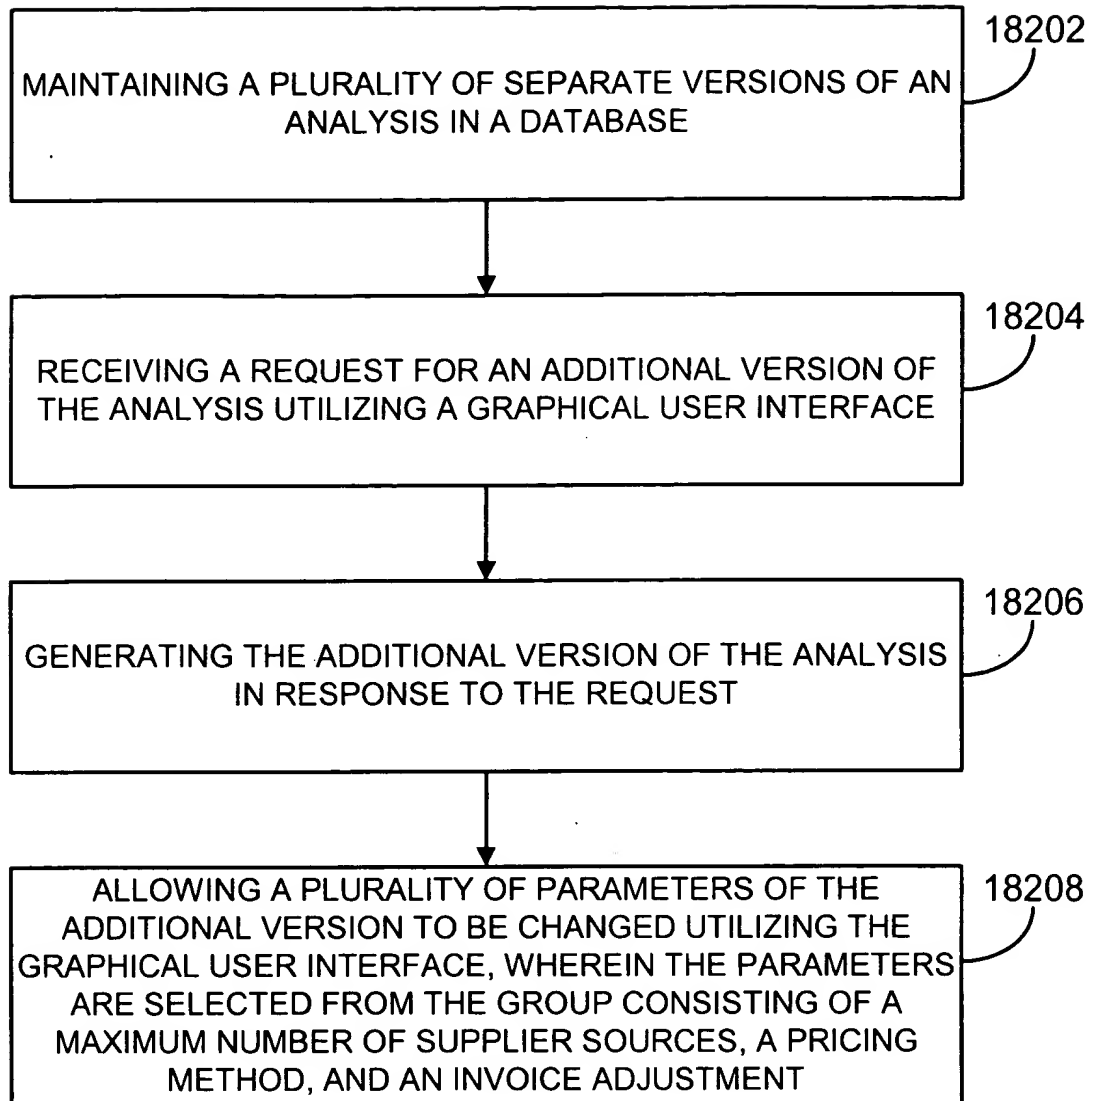 18202
MAINTAINING A PLURALITY OF SEPARATE VERSIONS OF AN
ANALYSIS IN A DATABASE
18204
RECEIVING A REQUEST FOR AN ADDITIONAL VERSION OF
THE ANALYSIS UTILIZING A GRAPHICAL USER INTERFACE
18206
GENERATING THE ADDITIONAL VERSION OF THE ANALYSIS
IN RESPONSE TO THE REQUEST
18208
ALLOWING A PLURALITY OF PARAMETERS OF THE
ADDITIONAL VERSION TO BE CHANGED UTILIZING THE
GRAPHICAL USER INTERFACE, WHEREIN THE PARAMETERS
ARE SELECTED FROM THE GROUP CONSISTING OF A
MAXIMUM NUMBER OF SUPPLIER SOURCES, A PRICING
METHOD, AND AN INVOICE ADJUSTMENT